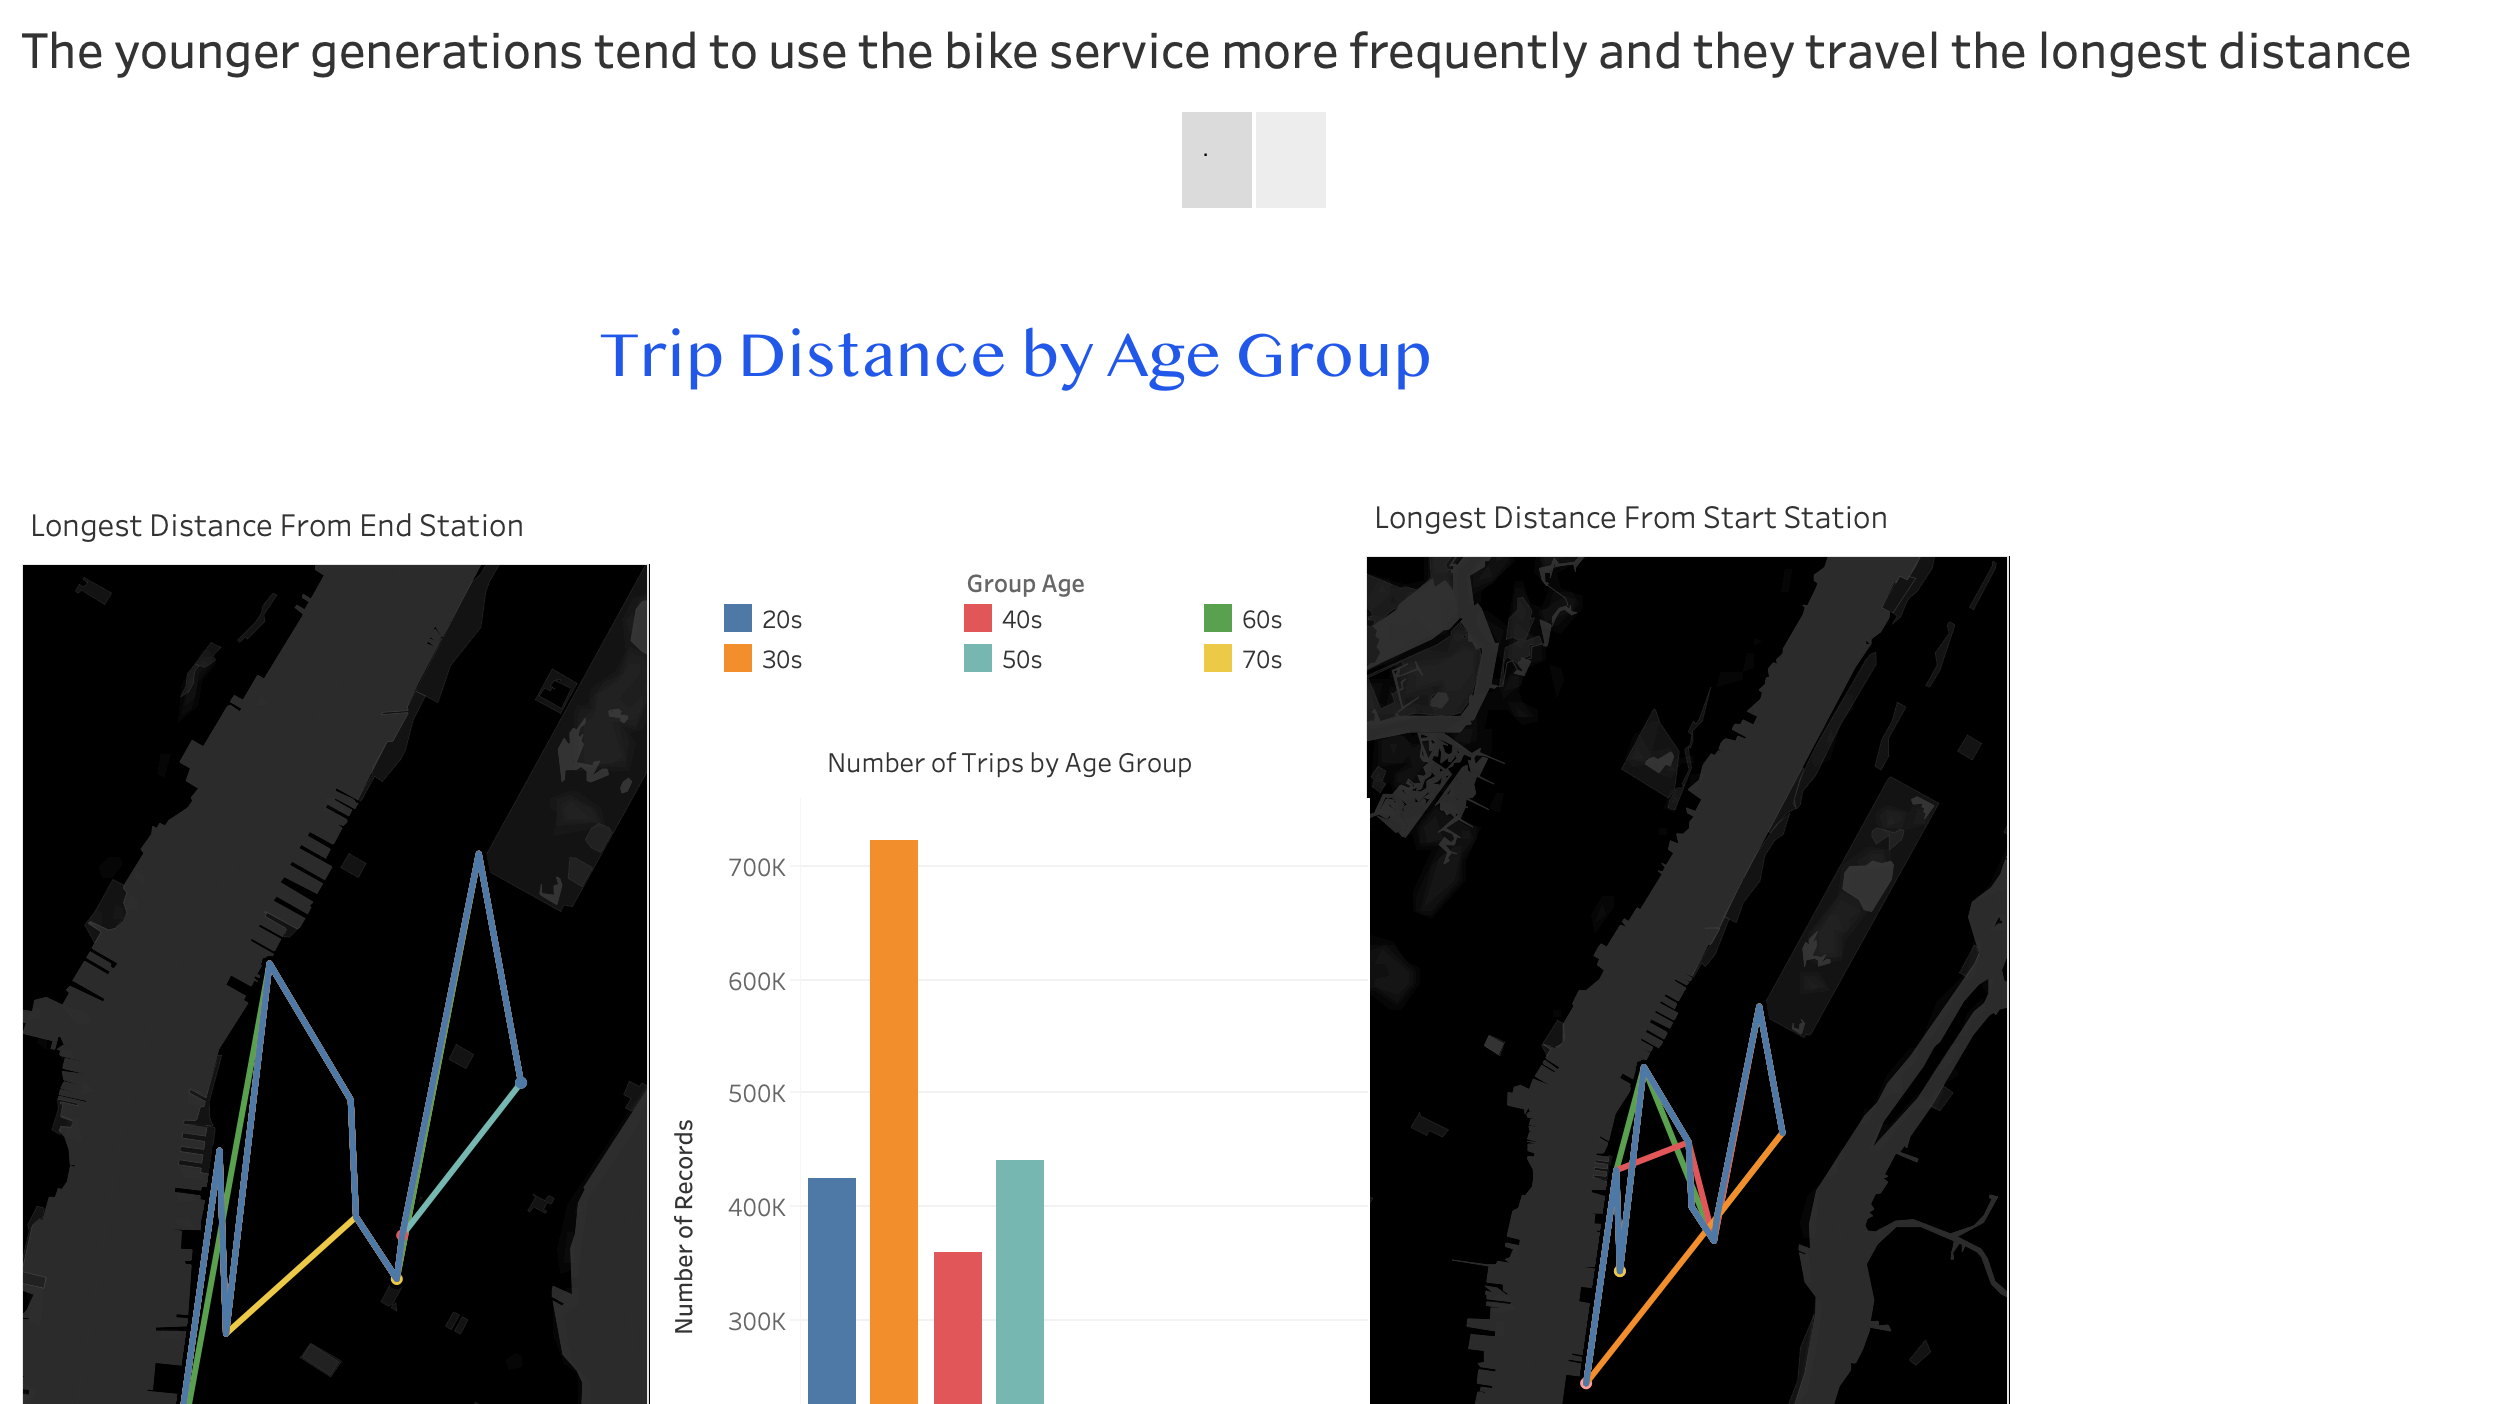 The younger generations tend to use the bike service more frequently and they travel the longest distance
.
Trip Distance by Age Group
Longest Distance From End Station
Longest Distance From Start Station
Group Age
20s
40s
60s
30s
50s
70s
Number of Trips by Age Group
700K
600K
500K
400K
300K
Number of Records